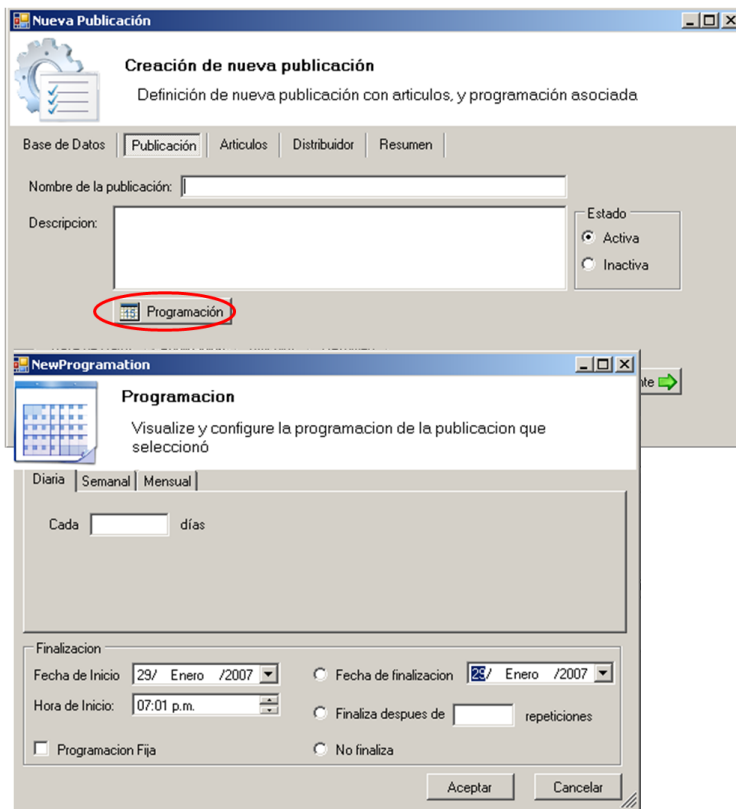 Nueva Publicación
Creación de nueva publicación
Definición de nueva publicación con articulos, y programación asociada
Base de Datos Publicación Articulos Distribuidor Resumen
Nombre de la publicación:
Descripcion:
Estado
Activa
Inactiva
15 Programación
NewProgramation
Programacion
Visualize y configure la programacion de la publicacion que
seleccionó
Diaria Semanal Mensual
Cada días
Finalizacion
Fecha de Inicio 29/ Enero /2007 Fecha de finalizacion 29/ Enero /2007
Hora de Inicio: 07:01 p.m. Finaliza despues de repeticiones
Programacion Fija No finaliza
Aceptar Cancelar